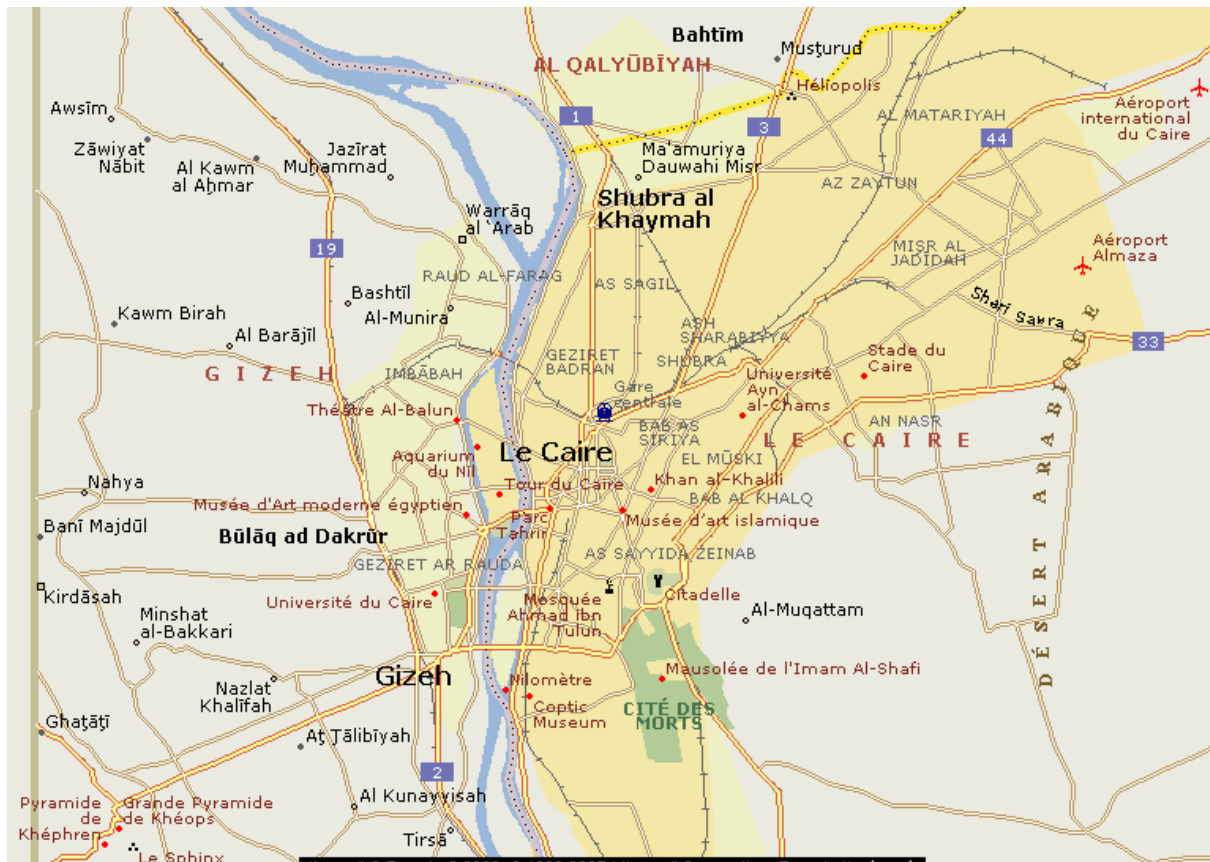 Bahtīm
Musţurud
AL QALYŪBĪYAH
Héliopolis
Aéroport
international
du Caire
Awsīm
1
3
44
AL MATARIYAH
Zāwiyat
Nābit
Al Kawm
al Aḩmar
Jazīrat
Muḩammad
Ma'amuriya
Dauwahi Misr
AZ ZAYTUN
Shubra al
Khaymah
Warrāq
al `Arab
19
MISR AL
JADĪDAH
Aéroport
Almaza
RAUD AL-FARAG
AS SAGIL
Bashtīl
Al-Munira
Shari Sawra
Kawm Birah
Al Barājīl
ASH
SHARABIYYA
33
GEZIRET
BADRAN
SHUBRA
Stade du
Caire
GIZEH
IMBĀBAH
Université
Ayn
al-Chams
Gare
centrale
Théâtre Al-Balun
BAB AS
SIRIYA
AN NASR
LE CAIRE
Le Caire
Aquarium
du Nil
EL MŪSKI
Nahya
Tour du Caire
Khan al-Khalili
Musée d'Art moderne égyptien
BAB AL KHALQ
Banī Majdūl
Parc
Tahrir
Musée d'art islamique
Būlāq ad Dakrūr
AS SAYYIDA ZEINAB
GEZIRET AR RAUDA
Kirdāsah
Université du Caire
Mosquée
Ahmad ibn
Tulun
Citadelle
Al-Muqattam
Minshat
al-Bakkari
DÉSERT ARABIQUE
Gizeh
Mausolée de l'Imam Al-Shafi
Nazlat
Khalīfah
Nilomètre
Coptic
Museum
CITÉ DES
MORTS
Ghaţāţī
Aţ Ţālibīyah
2
Al Kunayyisah
Pyramide
de
Khéphren
Grande Pyramide
de Khéops
Tirsā
Le Sphinx